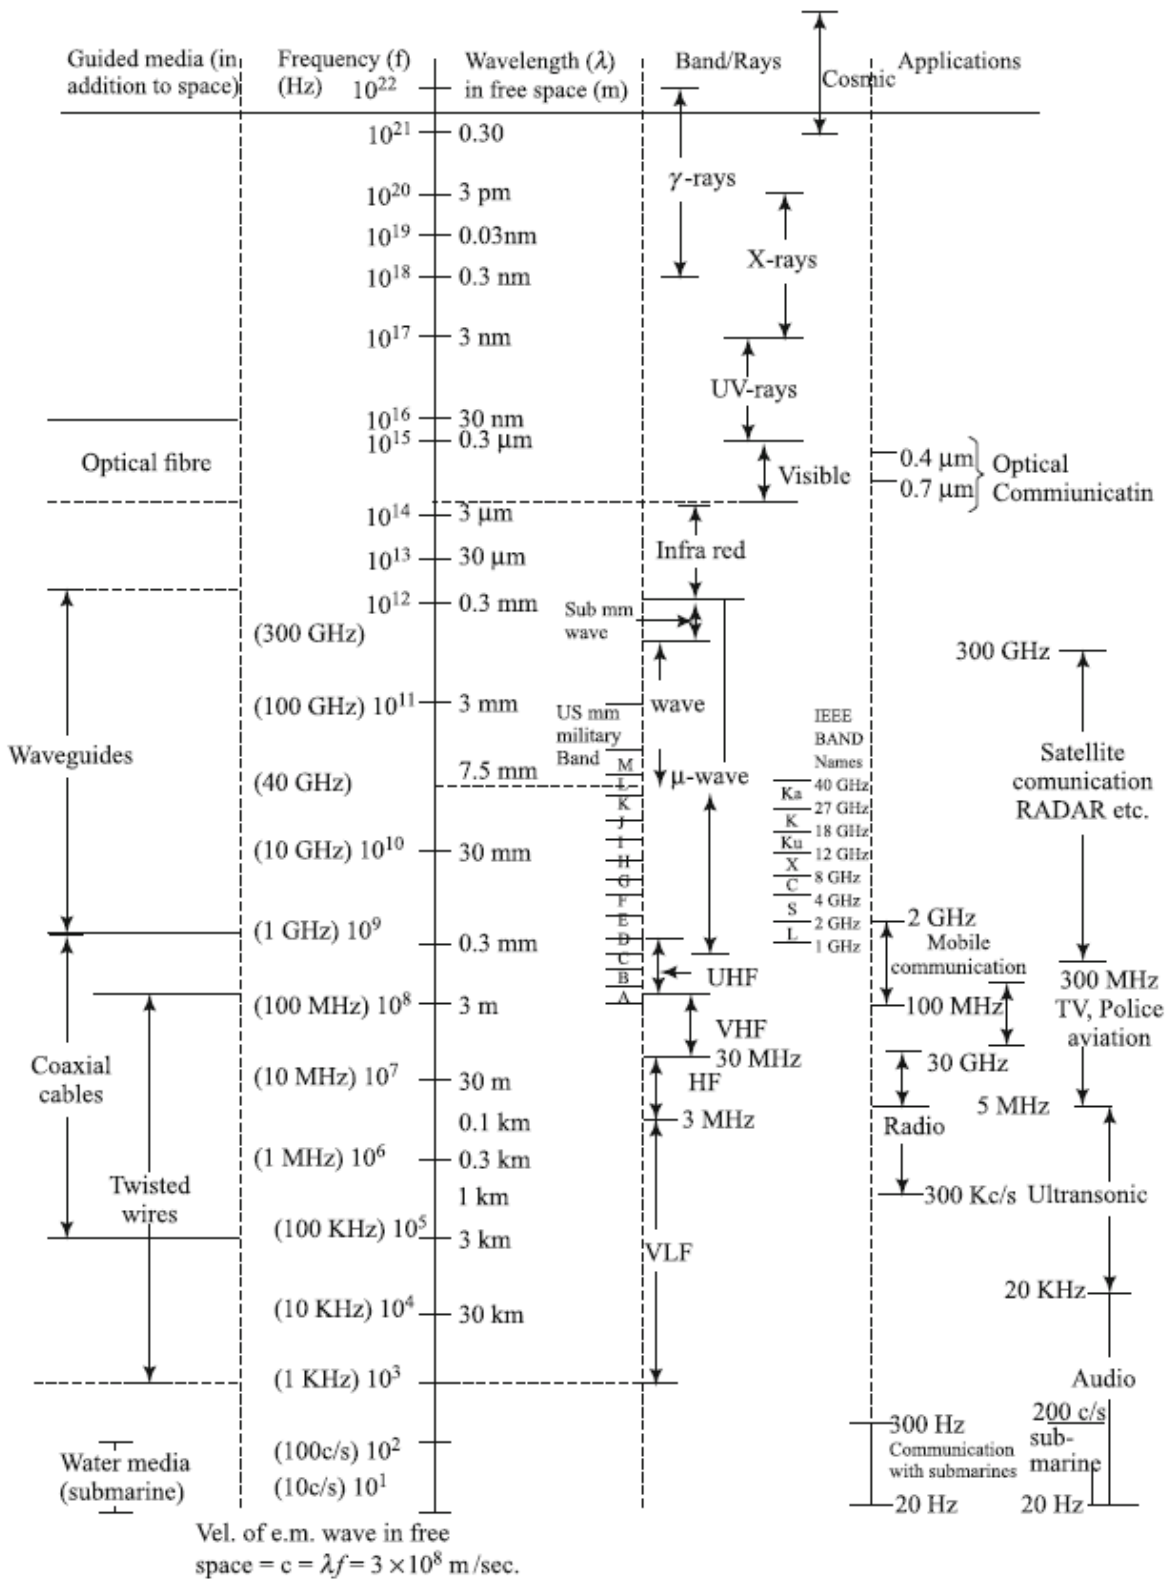 Guided media (in
addition to space)
Frequency (f)
(Hz)
Wavelength (λ)
in free space (m)
Band/Rays
Applications
Cosmic
10²²
10²¹ 0.30
10²⁰ 3 pm
10¹⁹ 0.03nm
10¹⁸ 0.3 nm
10¹⁷ 3 nm
10¹⁶ 30 nm
10¹⁵ 0.3 μm
10¹⁴ 3 μm
10¹³ 30 μm
10¹² 0.3 mm
(300 GHz)
(100 GHz) 10¹¹ 3 mm
(40 GHz) 7.5 mm
(10 GHz) 10¹⁰ 30 mm
(1 GHz) 10⁹ 0.3 mm
(100 MHz) 10⁸ 3 m
(10 MHz) 10⁷ 30 m
0.1 km
(1 MHz) 10⁶ 0.3 km
1 km
(100 KHz) 10⁵ 3 km
(10 KHz) 10⁴ 30 km
(1 KHz) 10³
(100c/s) 10²
(10c/s) 10¹
Optical fibre
Waveguides
Coaxial
cables
Twisted
wires
Water media
(submarine)
γ-rays
X-rays
UV-rays
Visible
Infra red
Sub mm
wave
wave
μ-wave
US mm
military
Band
M
L
K
J
I
H
G
F
E
D
C
B
A
UHF
VHF
30 MHz
HF
3 MHz
VLF
IEEE
BAND
Names
40 GHz
Ka
27 GHz
K
18 GHz
Ku
12 GHz
X
8 GHz
C
4 GHz
S
2 GHz
L
1 GHz
0.4 μm
0.7 μm
Optical
Commiunicatin
300 GHz
Satellite
comunication
RADAR etc.
2 GHz
Mobile
communication
100 MHz
300 MHz
TV, Police
aviation
30 GHz
5 MHz
Radio
300 Kc/s
Ultransonic
20 KHz
Audio
300 Hz
Communication
with submarines
20 Hz
200 c/s
sub-
marine
20 Hz
Vel. of e.m. wave in free
space = c = λf = 3 × 10⁸ m/sec.